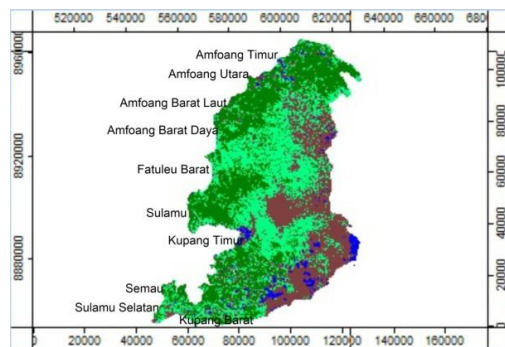 520000 540000 560000 580000 600000 620000 640000 660000 680
Amfoang Timur
Amfoang Utara
Amfoang Barat Laut
Amfoang Barat Daya
Fatuleu Barat
Sulamu
Kupang Timur
Semau
Sulamu Selatan
Kupang Barat
8960000
8920000
8880000
100000
80000
60000
40000
20000
0
0 20000 40000 60000 80000 100000 120000 140000 160000